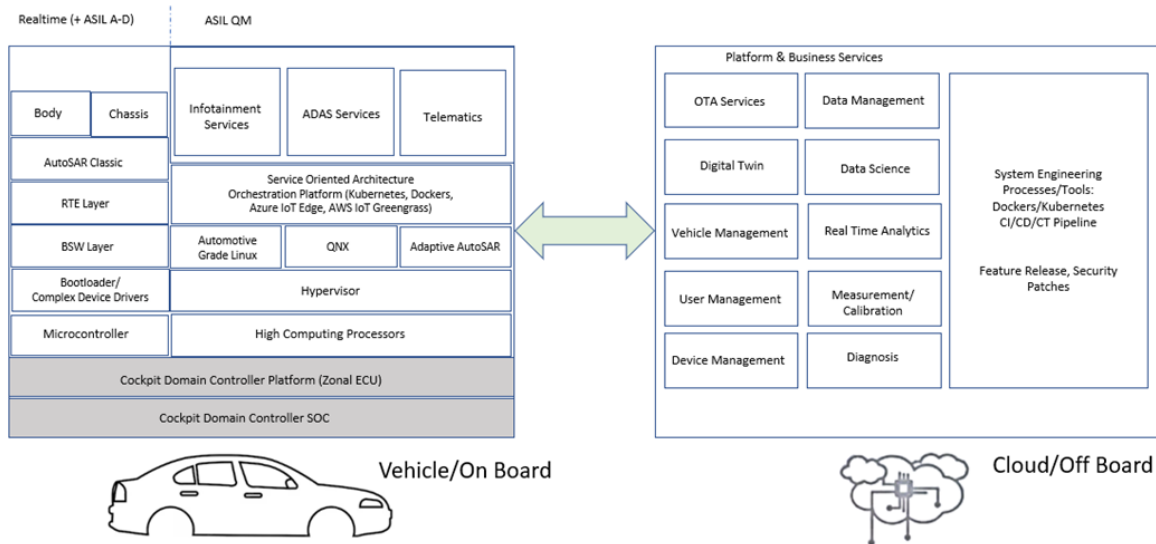 Realtime (+ ASIL A-D)
ASIL QM
Body
Chassis
AutoSAR Classic
RTE Layer
BSW Layer
Bootloader/
Complex Device Drivers
Microcontroller
Infotainment
Services
ADAS Services
Telematics
Service Oriented Architecture
Orchestration Platform (Kubernetes, Dockers,
Azure IoT Edge, AWS IoT Greengrass)
Automotive
Grade Linux
QNX
Adaptive AutoSAR
Hypervisor
High Computing Processors
Cockpit Domain Controller Platform (Zonal ECU)
Cockpit Domain Controller SOC
Vehicle/On Board
Platform & Business Services
OTA Services
Data Management
Digital Twin
Data Science
Vehicle Management
Real Time Analytics
User Management
Measurement/
Calibration
Device Management
Diagnosis
System Engineering
Processes/Tools:
Dockers/Kubernetes
CI/CD/CT Pipeline
Feature Release, Security
Patches
Cloud/Off Board